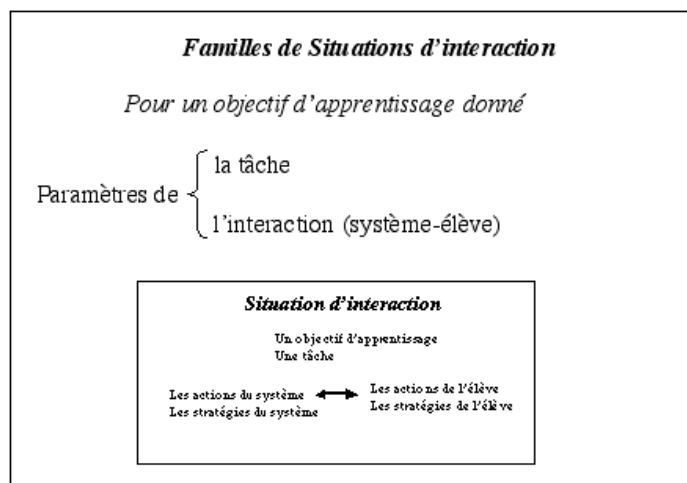 Familles de Situations d'interaction
Pour un objectif d'apprentissage donné
la tâche
Paramètres de
l'interaction (système-élève)
Situation d'interaction
Un objectif d'apprentissage
Une tâche
Les actions du système
Les stratégies du système
Les actions de l'élève
Les stratégies de l'élève